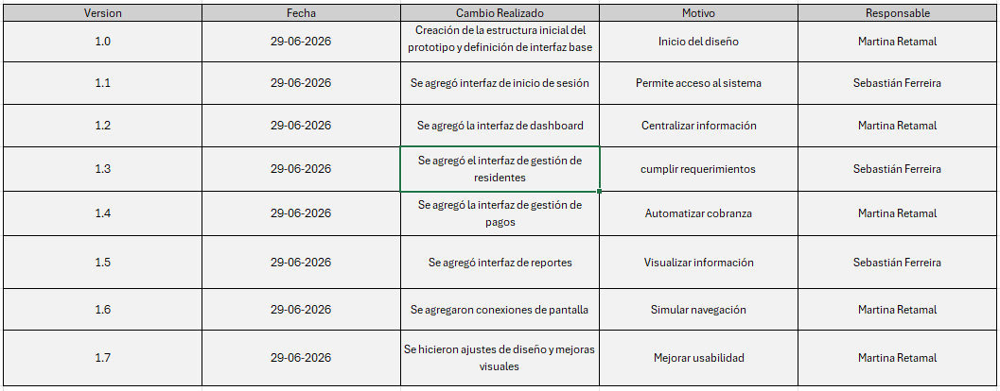 Version Fecha Cambio Realizado Motivo Responsable
1.0 29-06-2026 Creación de la estructura inicial del prototipo y definición de interfaz base Inicio del diseño Martina Retamal
1.1 29-06-2026 Se agregó interfaz de inicio de sesión Permite acceso al sistema Sebastián Ferreira
1.2 29-06-2026 Se agregó la interfaz de dashboard Centralizar información Martina Retamal
1.3 29-06-2026 Se agregó el interfaz de gestión de residentes cumplir requerimientos Sebastián Ferreira
1.4 29-06-2026 Se agregó la interfaz de gestión de pagos Automatizar cobranza Martina Retamal
1.5 29-06-2026 Se agregó interfaz de reportes Visualizar información Sebastián Ferreira
1.6 29-06-2026 Se agregaron conexiones de pantalla Simular navegación Martina Retamal
1.7 29-06-2026 Se hicieron ajustes de diseño y mejoras visuales Mejorar usabilidad Martina Retamal